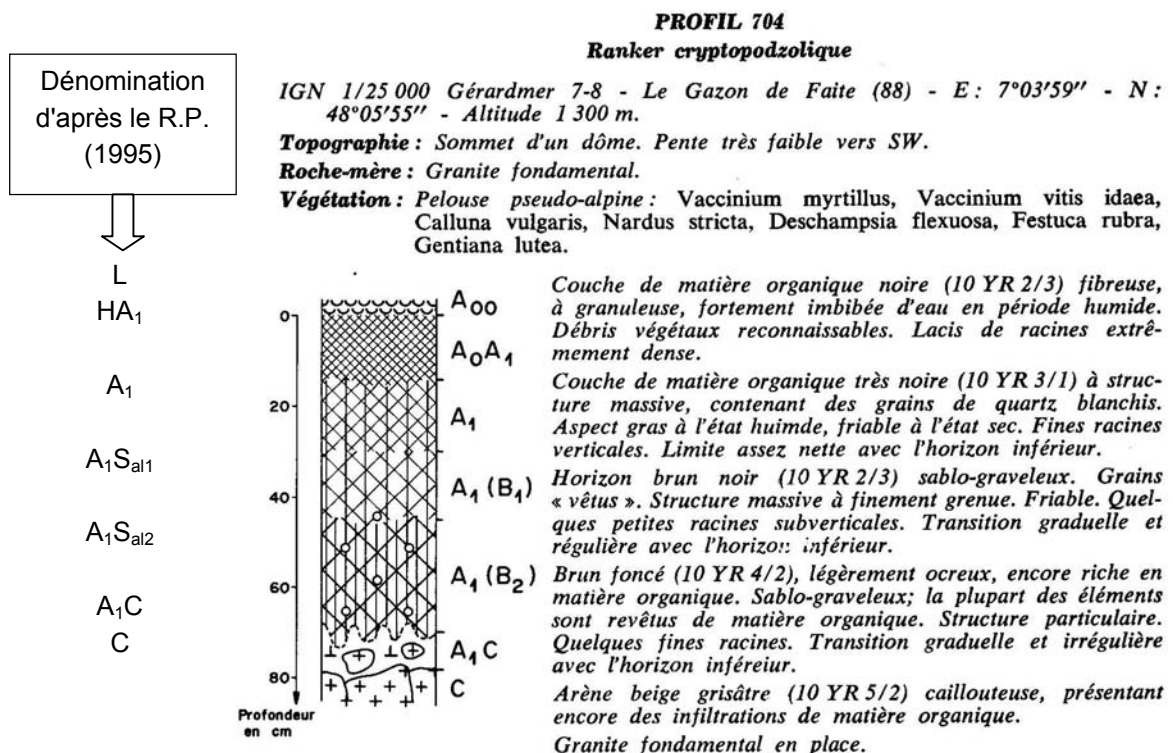 PROFIL 704
Ranker cryptopodzolique
Dénomination
d'après le R.P.
(1995)
IGN 1/25 000 Gérardmer 7-8 - Le Gazon de Faite (88) - E : 7°03′59″ - N :
48°05′55″ - Altitude 1 300 m.
Topographie : Sommet d'un dôme. Pente très faible vers SW.
Roche-mère : Granite fondamental.
Végétation : Pelouse pseudo-alpine : Vaccinium myrtillus, Vaccinium vitis idaea,
Calluna vulgaris, Nardus stricta, Deschampsia flexuosa, Festuca rubra,
Gentiana lutea.
L
HA1
A1
A1Sal1
A1Sal2
A1C
C
0
20
40
60
80
Profondeur
en cm
A00
A0A1
A1
A1 (B1)
A1 (B2)
A1 C
C
Couche de matière organique noire (10 YR 2/3) fibreuse,
à granuleuse, fortement imbibée d'eau en période humide.
Débris végétaux reconnaissables. Lacis de racines extrê-
mement dense.
Couche de matière organique très noire (10 YR 3/1) à struc-
ture massive, contenant des grains de quartz blanchis.
Aspect gras à l'état huimde, friable à l'état sec. Fines racines
verticales. Limite assez nette avec l'horizon inférieur.
Horizon brun noir (10 YR 2/3) sablo-graveleux. Grains
« vêtus ». Structure massive à finement grenue. Friable. Quel-
ques petites racines subverticales. Transition graduelle et
régulière avec l'horizon inférieur.
Brun foncé (10 YR 4/2), légèrement ocreux, encore riche en
matière organique. Sablo-graveleux; la plupart des éléments
sont revêtus de matière organique. Structure particulaire.
Quelques fines racines. Transition graduelle et irrégulière
avec l'horizon inféreiur.
Arène beige grisâtre (10 YR 5/2) caillouteuse, présentant
encore des infiltrations de matière organique.
Granite fondamental en place.